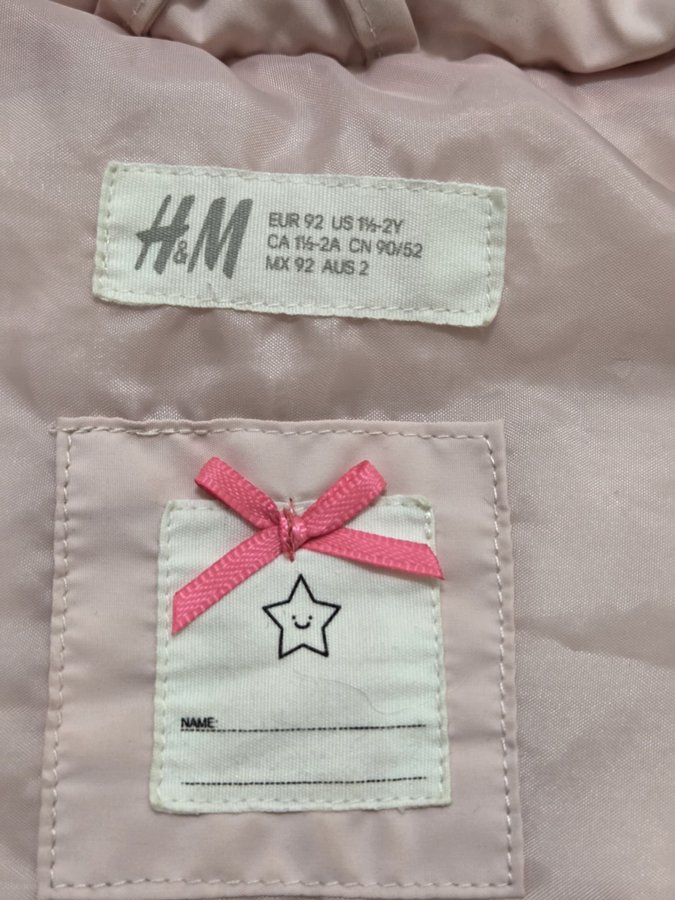 H&M
EUR 92 US 1½-2Y
CA 1½-2A CN 90/52
MX 92 AUS 2
NAME: